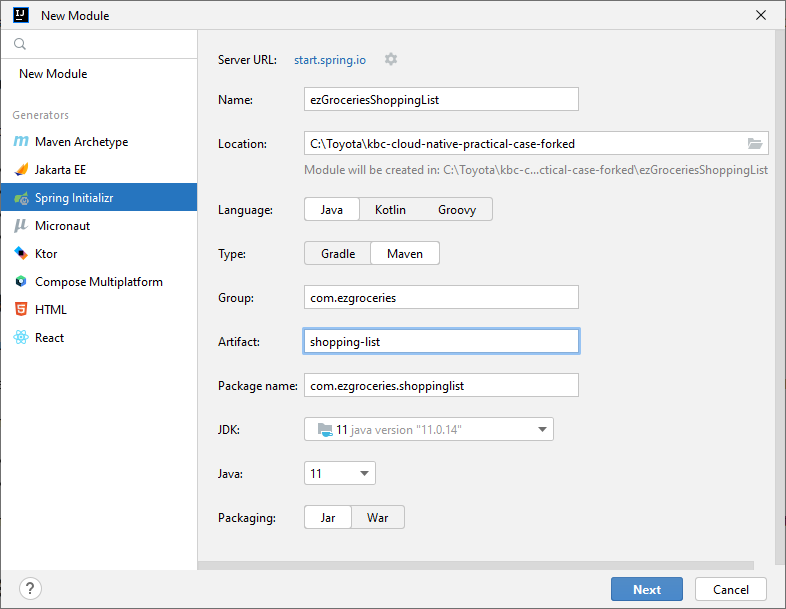 New Module
New Module
Generators
Maven Archetype
Jakarta EE
Spring Initializr
Micronaut
Ktor
Compose Multiplatform
HTML
React
Server URL: start.spring.io
Name: ezGroceriesShoppingList
Location: C:\Toyota\kbc-cloud-native-practical-case-forked
Module will be created in: C:\Toyota\kbc-c...ctical-case-forked\ezGroceriesShoppingList
Language: Java Kotlin Groovy
Type: Gradle Maven
Group: com.ezgroceries
Artifact: shopping-list
Package name: com.ezgroceries.shoppinglist
JDK: 11 java version "11.0.14"
Java: 11
Packaging: Jar War
? Next Cancel